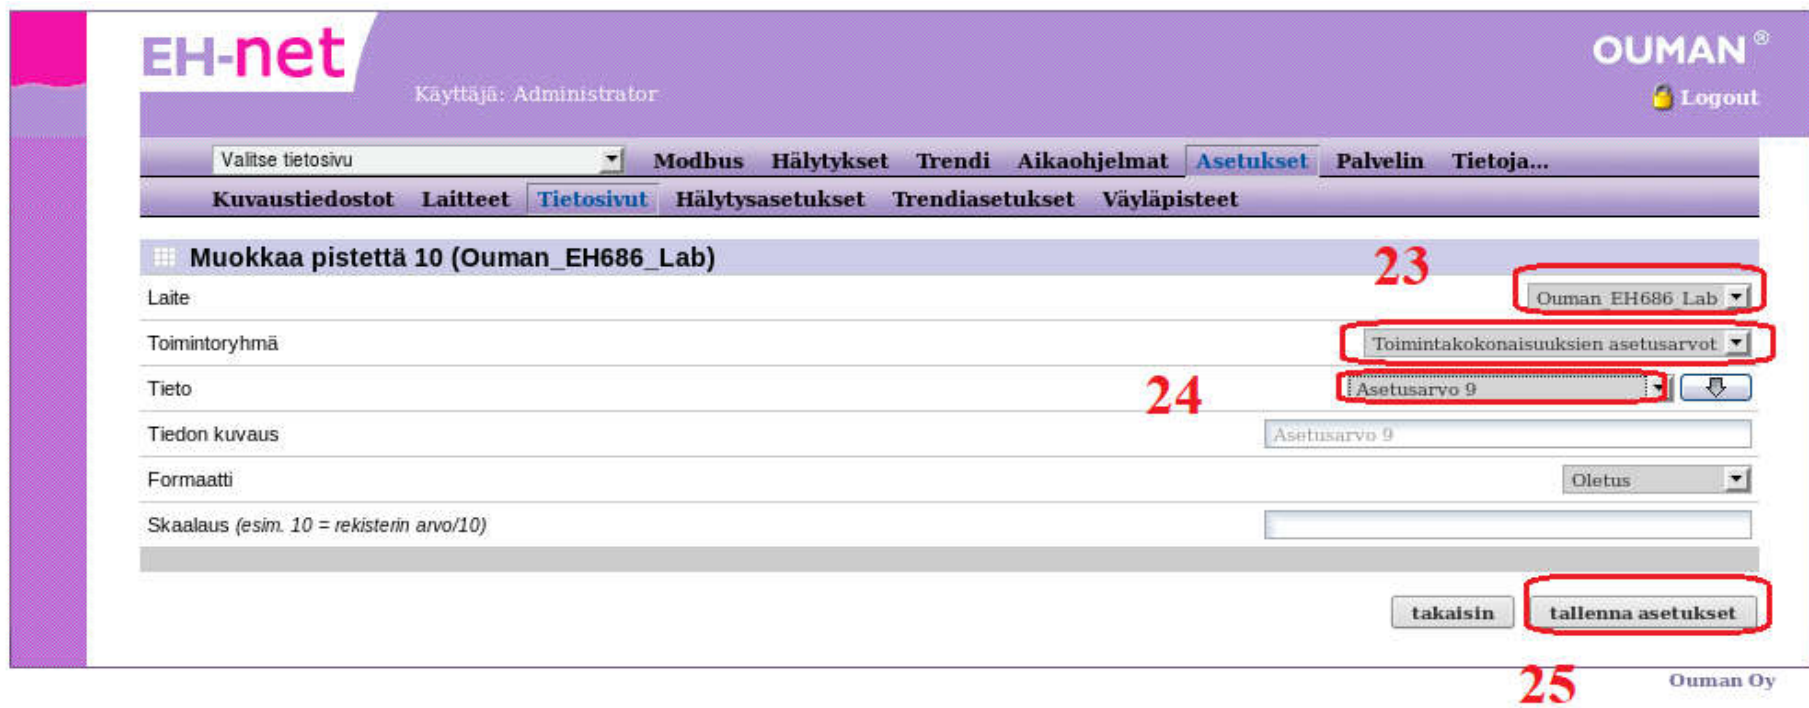 EH-net
OUMAN ®
Käyttäjä: Administrator
Logout
Valitse tietosivu Modbus Hälytykset Trendi Aikaohjelmat Asetukset Palvelin Tietoja...
Kuvaustiedostot Laitteet Tietosivut Hälytysasetukset Trendiasetukset Väyläpisteet
Muokkaa pistettä 10 (Ouman_EH686_Lab)
23
Laite Ouman_EH686_Lab
Toimintoryhmä Toimintakokonaisuuksien asetusarvot
Tieto 24 Asetusarvo 9
Tiedon kuvaus Asetusarvo 9
Formaatti Oletus
Skaalaus (esim. 10 = rekisterin arvo/10)
takaisin tallenna asetukset
25
Ouman Oy